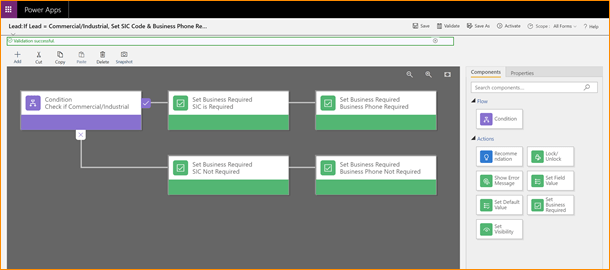 Power Apps
Lead:If Lead = Commercial/Industrial, Set SIC Code & Business Phone Re...
Save
Validate
Save As
Activate
Scope :
All Forms
? Help
Validation successful.
Add
Cut
Copy
Paste
Delete
Snapshot
Condition
Check if Commercial/Industrial
Set Business Required
SIC is Required
Set Business Required
Business Phone Required
Set Business Required
SIC Not Required
Set Business Required
Business Phone Not Required
Components
Properties
Search components...
Flow
Condition
Actions
Recomme
ndation
Lock/
Unlock
Show Error
Message
Set Field
Value
Set Default
Value
Set
Business
Required
Set
Visibility